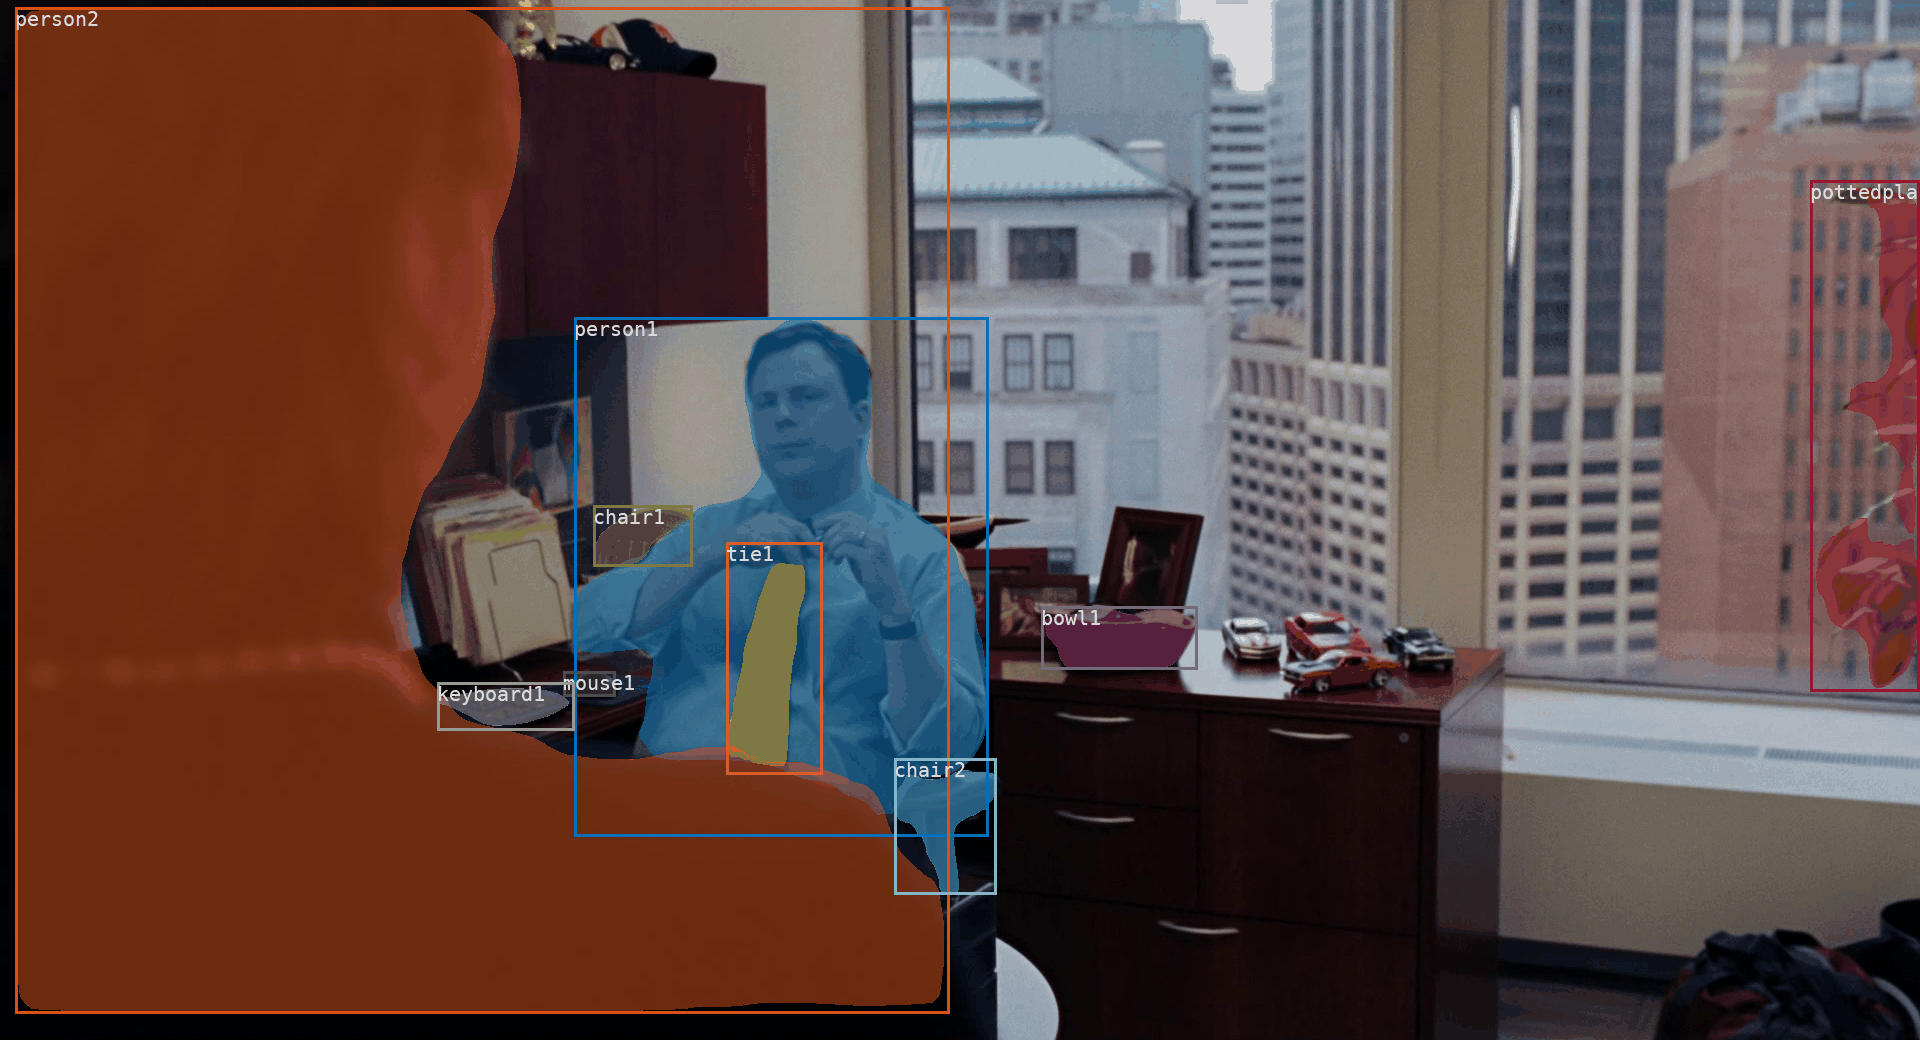 person2
pottedpla
person1
chair1
tie1
bowl1
mouse1
keyboard1
chair2